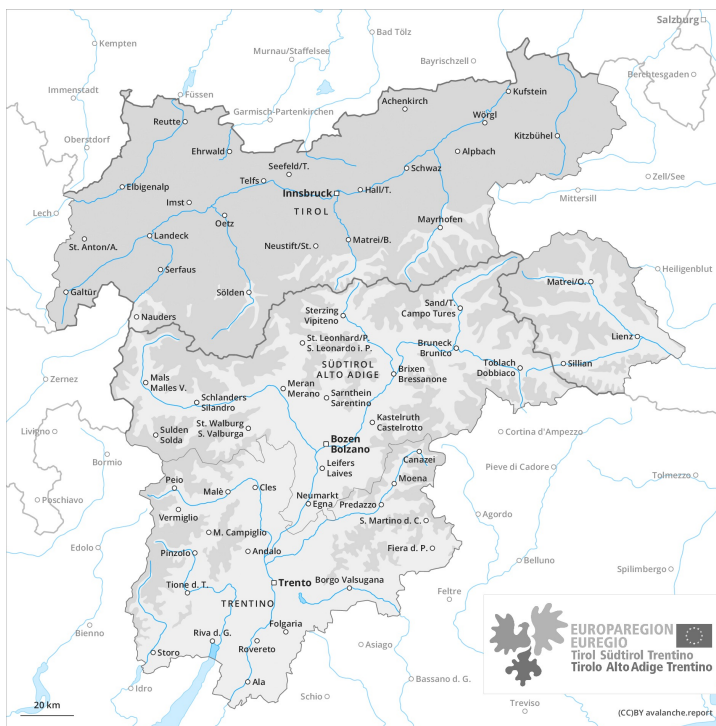 Salzburg
Kempten
Bad Tölz
Murnau/Staffelsee
Bayrischzell
Berchtesgaden
Immenstadt
Füssen
Kufstein
Achenkirch
Garmisch-Partenkirchen
Reutte
Wörgl
Oberstdorf
Kitzbühel
Ehrwald
Alpbach
Seefeld/T.
Schwaz
Telfs
Zell/See
Elbigenalp
Innsbruck
Hall/T.
Mittersill
Imst
TIROL
Lech
Oetz
Mayrhofen
St. Anton/A.
Landeck
Neustift/St.
Matrei/B.
Serfaus
Heiligenblut
Galtür
Sölden
Matrei/O.
Nauders
Sterzing
Vipiteno
Sand/T.
Campo Tures
Lienz
St. Leonhard/P.
S. Leonardo i. P.
Bruneck
Brunico
SÜDTIROL
ALTO ADIGE
Toblach
Dobbiaco
Sillian
Brixen
Bressanone
Zernez
Mals
Malles V.
Meran
Merano
Schlanders
Silandro
Sarnthein
Sarentino
St. Walburg
S. Valburga
Kastelruth
Castelrotto
Livigno
Sulden
Solda
Cortina d'Ampezzo
Bozen
Bolzano
Bormio
Canazei
Leifers
Laives
Pieve di Cadore
Tolmezzo
Peio
Malè
Cles
Moena
Poschiavo
Neumarkt
Egna
Predazzo
Vermiglio
Agordo
S. Martino d. C.
M. Campiglio
Edolo
Pinzolo
Andalo
Fiera d. P.
Belluno
Spilimbergo
Trento
Borgo Valsugana
Tione d. T.
Feltre
TRENTINO
Folgaria
Bienno
Riva d. G.
Rovereto
Asiago
Storo
Ala
Idro
Bassano d. G.
Schio
Treviso
EUROPAREGION
EUREGIO
Tirol Südtirol Trentino
Tirolo Alto Adige Trentino
20 km
(CC)BY avalanche.report